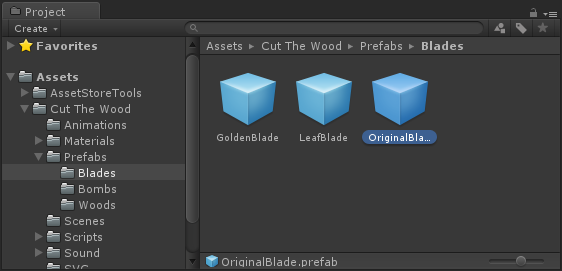 Project
Create
Favorites
Assets
AssetStoreTools
Cut The Wood
Animations
Materials
Prefabs
Blades
Bombs
Woods
Scenes
Scripts
Sound
SVG
Assets Cut The Wood Prefabs Blades
GoldenBlade LeafBlade OriginalBla...
OriginalBlade.prefab